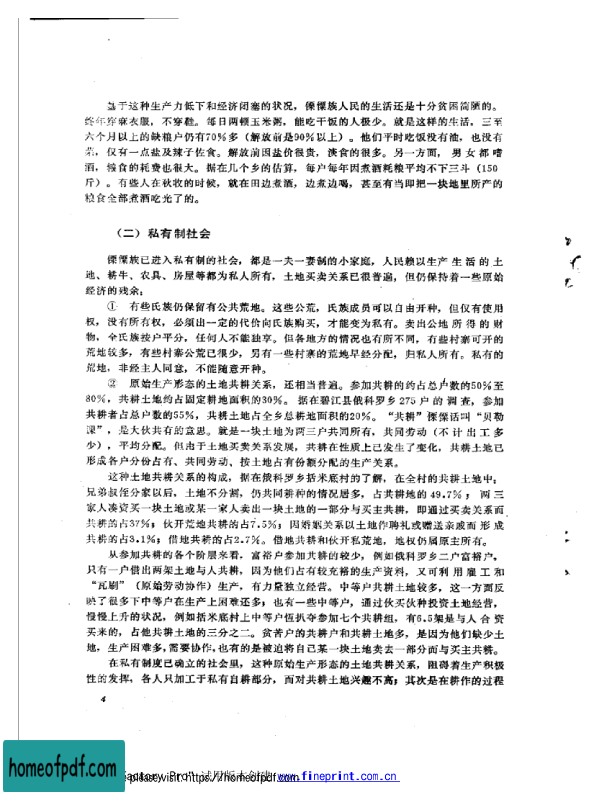 基于这种生产力低下和经济闭塞的状况，傈僳族人民的生活还是十分贫困简陋的。
终年穿麻衣服，不穿鞋。每日两顿玉米粥，能吃干饭的人极少。就是这样的生活，三至
六个月以上的缺粮户仍有70％多（解放前是90％以上）。他们平时吃饭没有油，也没有
菜，仅有一点盐及辣子佐食。解放前因盐价很贵，淡食的很多。另一方面，男女都嗜
酒，粮食的耗费也很大。据在几个乡的估算，每户每年因煮酒耗粮平均不下三斗（150
斤）。有些人在秋收的时候，就在田边煮酒，边煮边喝，甚至有当即把一块地里所产的
粮食全部煮酒吃光了的。
（二）私有制社会
傈僳族已进入私有制的社会，都是一夫一妻制的小家庭，人民赖以生产生活的土
地、耕牛、农具、房屋等都为私人所有，土地买卖关系已很普遍，但仍保持着一些原始
经济的残余：
① 有些氏族仍保留有公共荒地。这些公荒，氏族成员可以自由开种，但仅有使用
权，没有所有权，必须出一定的代价向氏族购买，才能变为私有。卖出公地所得的财
物，全氏族按户平分，任何人不能独享。但各地方的情况也有所不同，有些村寨可开的
荒地较多，有些村寨公荒已很少，另有一些村寨的荒地早经分配，归私人所有。私有的
荒地，非经主人同意，不能随意开种。
② 原始生产形态的土地共耕关系，还相当普遍。参加共耕的约占总户数的50％至
80％，共耕土地约占固定耕地面积的30％。据在碧江县俄科罗乡275户的调查，参加
共耕者占总户数的55％，共耕土地占全乡总耕地面积的20％。“共耕”傈僳话叫“贝勒
课”，是大伙共有的意思。就是一块土地为两三户共同所有，共同劳动（不计出工多
少），平均分配。但由于土地买卖关系发展，共耕在性质上已发生了变化，共耕土地已
形成各户分份占有、共同劳动、按土地占有份额分配的生产关系。
这种土地共耕关系的构成，据在俄科罗乡括米底村的了解，在全村的共耕土地中：
兄弟叔侄分家以后，土地不分割，仍共同耕种的情况居多，占共耕地的49.7％；两三
家人凑资买一块土地或某一家人卖出一块土地的一部分与买主共耕，即通过买卖关系而
共耕的占37％；伙开荒地共耕的占7.5％；因婚姻关系以土地作聘礼或赠送亲戚而形成
共耕的占3.1％；借地共耕的占2.7％。借地共耕和伙开私荒地，地权仍属原主所有。
从参加共耕的各个阶层来看，富裕户参加共耕的较少，例如俄科罗乡二户富裕户，
只有一户借出两架土地与人共耕，因为他们占有较充裕的生产资料，又可利用雇工和
“瓦刷”（原始劳动协作）生产，有力量独立经营。中等户共耕土地较多，这一方面反
映了很多下中等户在生产上困难还多；也有一些中等户，通过伙买伙种投资土地经营，
慢慢上升的状况，例如括米底村上中等户恆扒夺参加七个共耕组，有6.5架是与人合资
买来的，占他共耕土地的三分之二。贫苦户的共耕户和共耕土地多，是因为他们缺少土
地，生产困难多，需要协作，也有的是被迫将自己某一块土地卖去一部分而与买主共耕。
在私有制度已确立的社会里，这种原始生产形态的土地共耕关系，阻碍着生产积极
性的发挥，各人只加工于私有自耕部分，而对共耕土地兴趣不高；其次是在耕作的过程
4
homeofpdf.com
please visit: https://homeofpdf.com
www.fineprint.com.cn